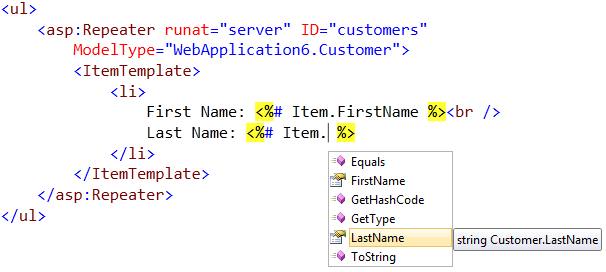 <ul>
<asp:Repeater runat="server" ID="customers"
ModelType="WebApplication6.Customer">
<ItemTemplate>
<li>
First Name: <%# Item.FirstName %><br />
Last Name: <%# Item. %>
</li>
</ItemTemplate>
</asp:Repeater>
</ul>
Equals
FirstName
GetHashCode
GetType
LastName
string Customer.LastName
ToString